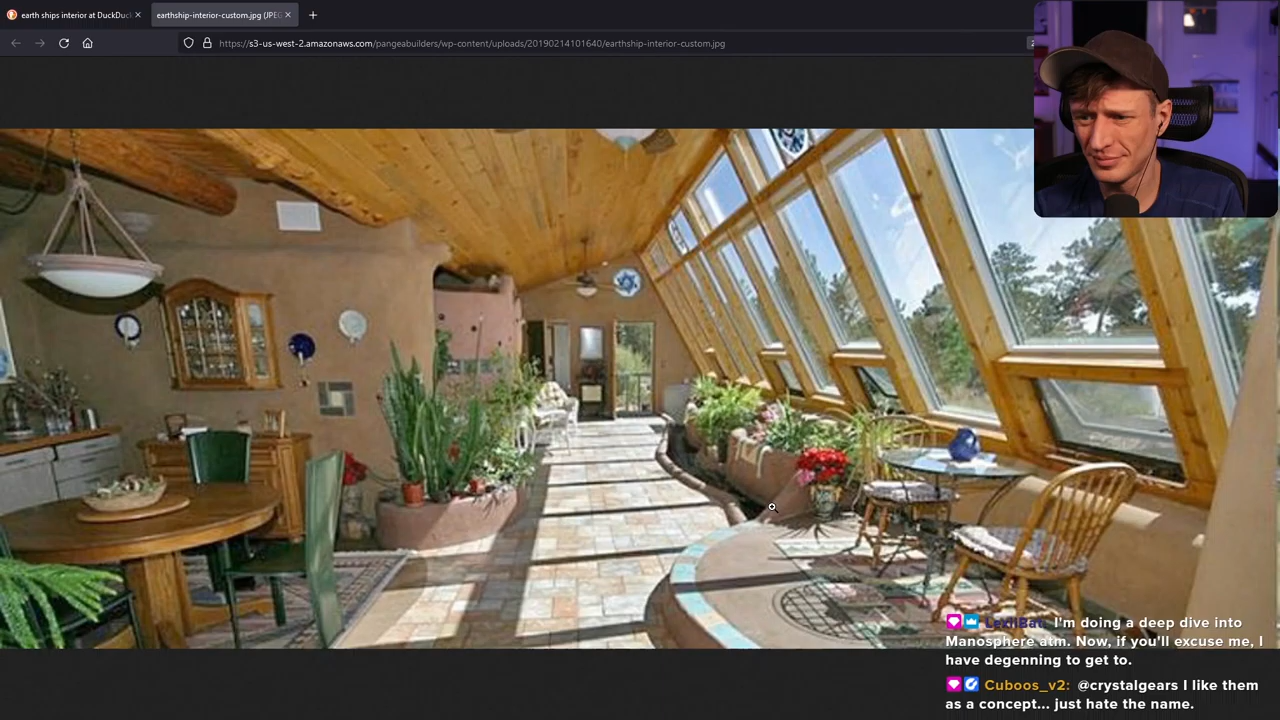 earth ships interior at DuckDuc
earthship-interior-custom.jpg (JPEG
https://s3-us-west-2.amazonaws.com/pangeabuilders/wp-content/uploads/20190214101640/earthship-interior-custom.jpg
I'm doing a deep dive into
Manosphere atm. Now, if you'll excuse me, I
have degenning to get to.
Cuboos_v2: @crystalgears I like them
as a concept... just hate the name.